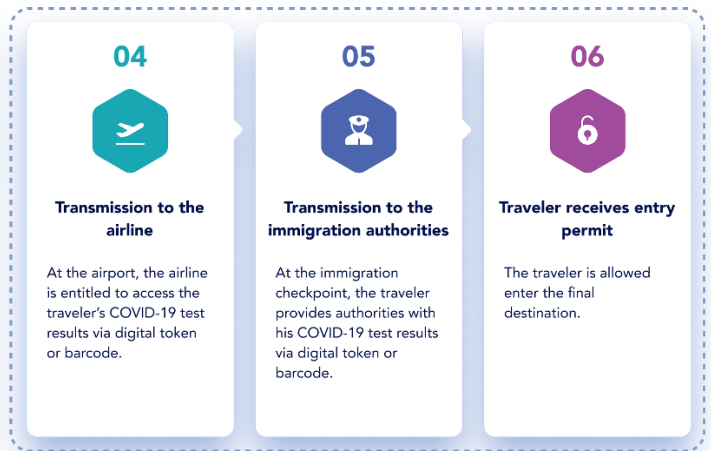 04
Transmission to the
airline
At the airport, the airline
is entitled to access the
traveler's COVID-19 test
results via digital token
or barcode.
05
Transmission to the
immigration authorities
At the immigration
checkpoint, the traveler
provides authorities with
his COVID-19 test results
via digital token or
barcode.
06
Traveler receives entry
permit
The traveler is allowed
enter the final
destination.